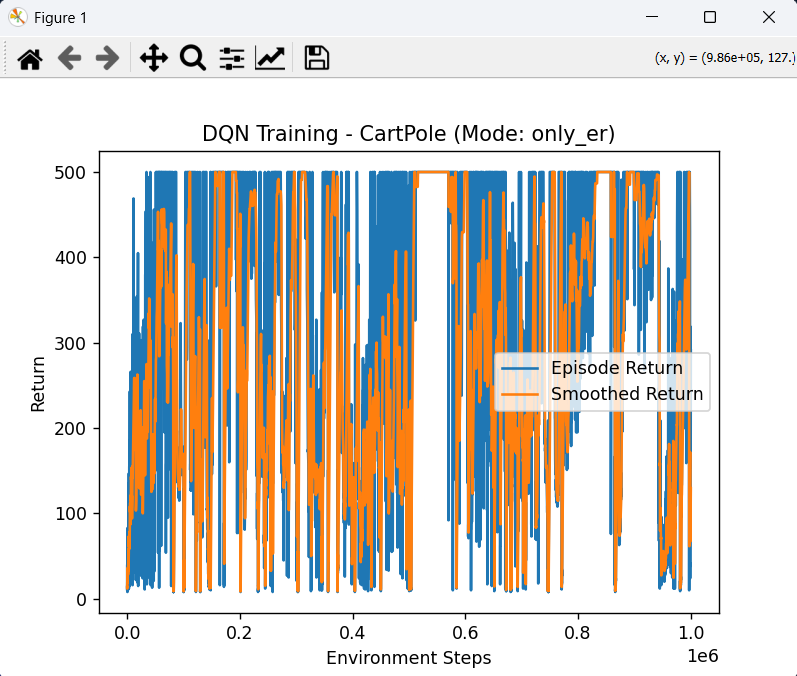 Figure 1
(x, y) = (9.86e+05, 127.)
DQN Training - CartPole (Mode: only_er)
500
400
300
200
100
0
Return
Episode Return
Smoothed Return
0.0 0.2 0.4 0.6 0.8 1.0
1e6
Environment Steps